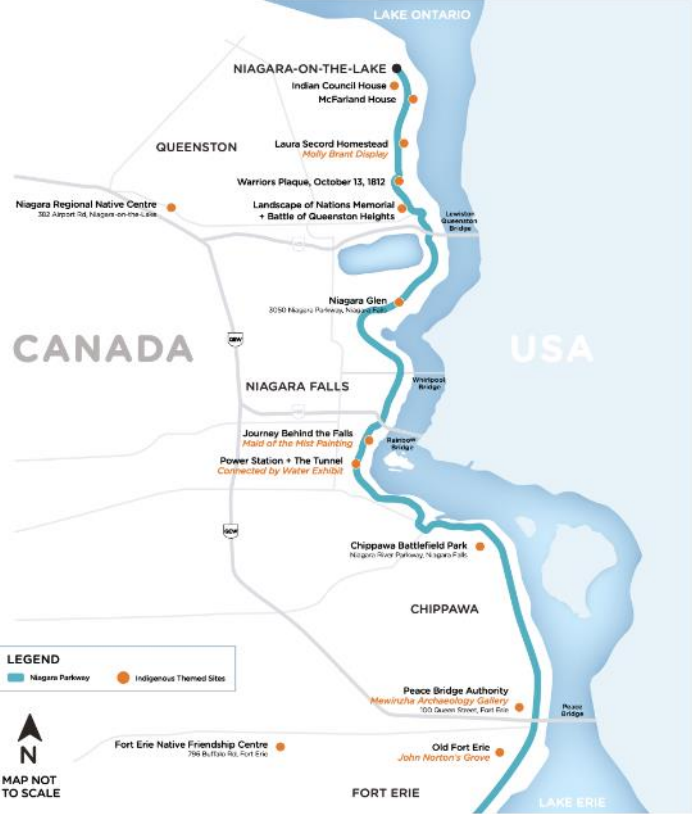 LAKE ONTARIO
NIAGARA-ON-THE-LAKE
Indian Council House
McFarland House
QUEENSTON
Laura Secord Homestead
Molly Brant Display
Warriors Plaque, October 13, 1812
Niagara Regional Native Centre
382 Airport Rd, Niagara-on-the-Lake
Landscape of Nations Memorial
+ Battle of Queenston Heights
Lewiston
Queenston
Bridge
Niagara Glen
3050 Niagara Parkway, Niagara Falls
QEW
CANADA
USA
NIAGARA FALLS
Whirlpool
Bridge
Journey Behind the Falls
Maid of the Mist Painting
Rainbow
Bridge
Power Station + The Tunnel
Connected by Water Exhibit
QEW
Chippawa Battlefield Park
Niagara River Parkway, Niagara Falls
CHIPPAWA
LEGEND
Niagara Parkway
Indigenous Themed Sites
Peace Bridge Authority
Mewinzha Archaeology Gallery
100 Queen Street, Fort Erie
Peace
Bridge
N
MAP NOT
TO SCALE
Fort Erie Native Friendship Centre
796 Buffalo Rd, Fort Erie
Old Fort Erie
John Norton's Grove
FORT ERIE
LAKE ERIE